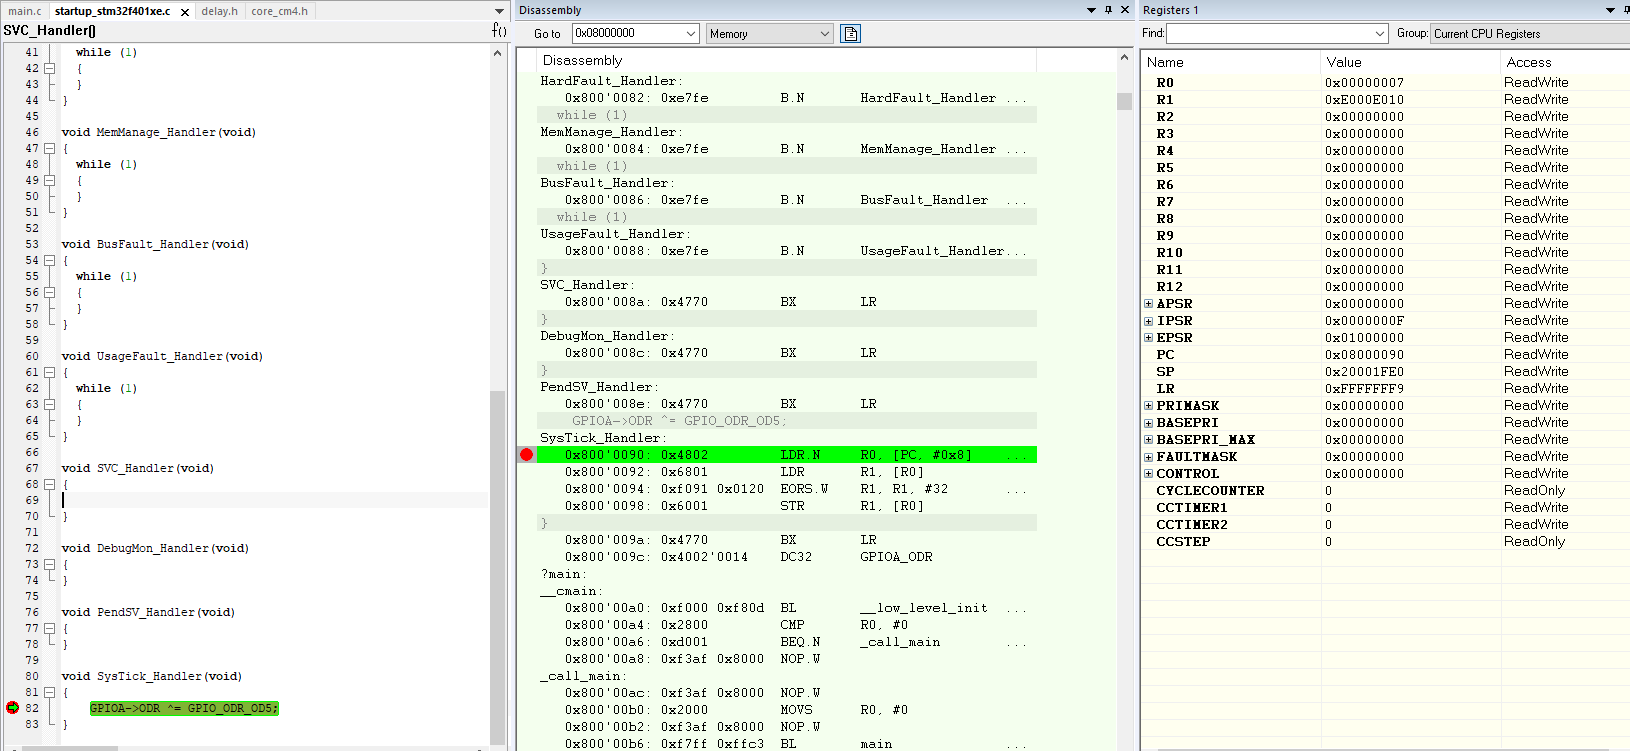 main.c startup_stm32f401xe.c delay.h core_cm4.h
SVC_Handler() f()
41 while (1)
42 {
43 }
44 }
45
46 void MemManage_Handler(void)
47 {
48 while (1)
49 {
50 }
51 }
52
53 void BusFault_Handler(void)
54 {
55 while (1)
56 {
57 }
58 }
59
60 void UsageFault_Handler(void)
61 {
62 while (1)
63 {
64 }
65 }
66
67 void SVC_Handler(void)
68 {
69
70 }
71
72 void DebugMon_Handler(void)
73 {
74 }
75
76 void PendSV_Handler(void)
77 {
78 }
79
80 void SysTick_Handler(void)
81 {
82 GPIOA->ODR ^= GPIO_ODR_OD5;
83 }
Disassembly
Go to 0x08000000 Memory
Disassembly
HardFault_Handler:
0x800'0082: 0xe7fe B.N HardFault_Handler ...
while (1)
MemManage_Handler:
0x800'0084: 0xe7fe B.N MemManage_Handler ...
while (1)
BusFault_Handler:
0x800'0086: 0xe7fe B.N BusFault_Handler ...
while (1)
UsageFault_Handler:
0x800'0088: 0xe7fe B.N UsageFault_Handler...
}
SVC_Handler:
0x800'008a: 0x4770 BX LR
}
DebugMon_Handler:
0x800'008c: 0x4770 BX LR
}
PendSV_Handler:
0x800'008e: 0x4770 BX LR
GPIOA->ODR ^= GPIO_ODR_OD5;
SysTick_Handler:
0x800'0090: 0x4802 LDR.N R0, [PC, #0x8] ...
0x800'0092: 0x6801 LDR R1, [R0]
0x800'0094: 0xf091 0x0120 EORS.W R1, R1, #32 ...
0x800'0098: 0x6001 STR R1, [R0]
}
0x800'009a: 0x4770 BX LR
0x800'009c: 0x4002'0014 DC32 GPIOA_ODR
?main:
__cmain:
0x800'00a0: 0xf000 0xf80d BL __low_level_init ...
0x800'00a4: 0x2800 CMP R0, #0
0x800'00a6: 0xd001 BEQ.N _call_main ...
0x800'00a8: 0xf3af 0x8000 NOP.W
_call_main:
0x800'00ac: 0xf3af 0x8000 NOP.W
0x800'00b0: 0x2000 MOVS R0, #0
0x800'00b2: 0xf3af 0x8000 NOP.W
0x800'00b6: 0xf7ff 0xffc3 BL main ...
Registers 1
Find: Group: Current CPU Registers
Name Value Access
R0 0x00000007 ReadWrite
R1 0xE000E010 ReadWrite
R2 0x00000000 ReadWrite
R3 0x00000000 ReadWrite
R4 0x00000000 ReadWrite
R5 0x00000000 ReadWrite
R6 0x00000000 ReadWrite
R7 0x00000000 ReadWrite
R8 0x00000000 ReadWrite
R9 0x00000000 ReadWrite
R10 0x00000000 ReadWrite
R11 0x00000000 ReadWrite
R12 0x00000000 ReadWrite
APSR 0x00000000 ReadWrite
IPSR 0x0000000F ReadWrite
EPSR 0x01000000 ReadWrite
PC 0x08000090 ReadWrite
SP 0x20001FE0 ReadWrite
LR 0xFFFFFFF9 ReadWrite
PRIMASK 0x00000000 ReadWrite
BASEPRI 0x00000000 ReadWrite
BASEPRI_MAX 0x00000000 ReadWrite
FAULTMASK 0x00000000 ReadWrite
CONTROL 0x00000000 ReadWrite
CYCLECOUNTER 0 ReadOnly
CCTIMER1 0 ReadWrite
CCTIMER2 0 ReadWrite
CCSTEP 0 ReadOnly